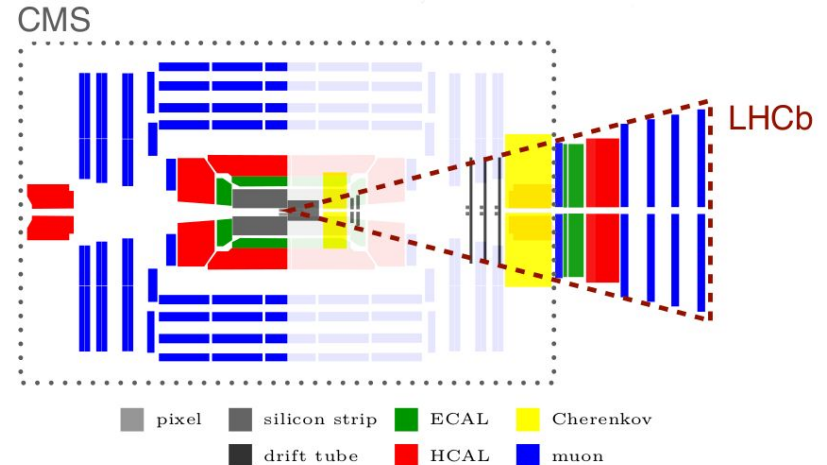 CMS
LHCb
pixel silicon strip ECAL Cherenkov
drift tube HCAL muon